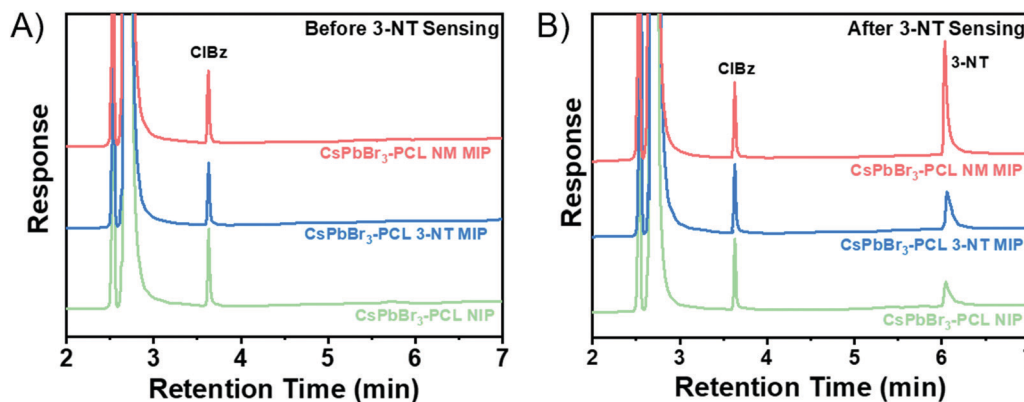 A)
Before 3-NT Sensing
ClBz
CsPbBr₃-PCL NM MIP
CsPbBr₃-PCL 3-NT MIP
CsPbBr₃-PCL NIP
Response
2 3 4 5 6 7
Retention Time (min)
B)
After 3-NT Sensing
ClBz
3-NT
CsPbBr₃-PCL NM MIP
CsPbBr₃-PCL 3-NT MIP
CsPbBr₃-PCL NIP
Response
2 3 4 5 6 7
Retention Time (min)